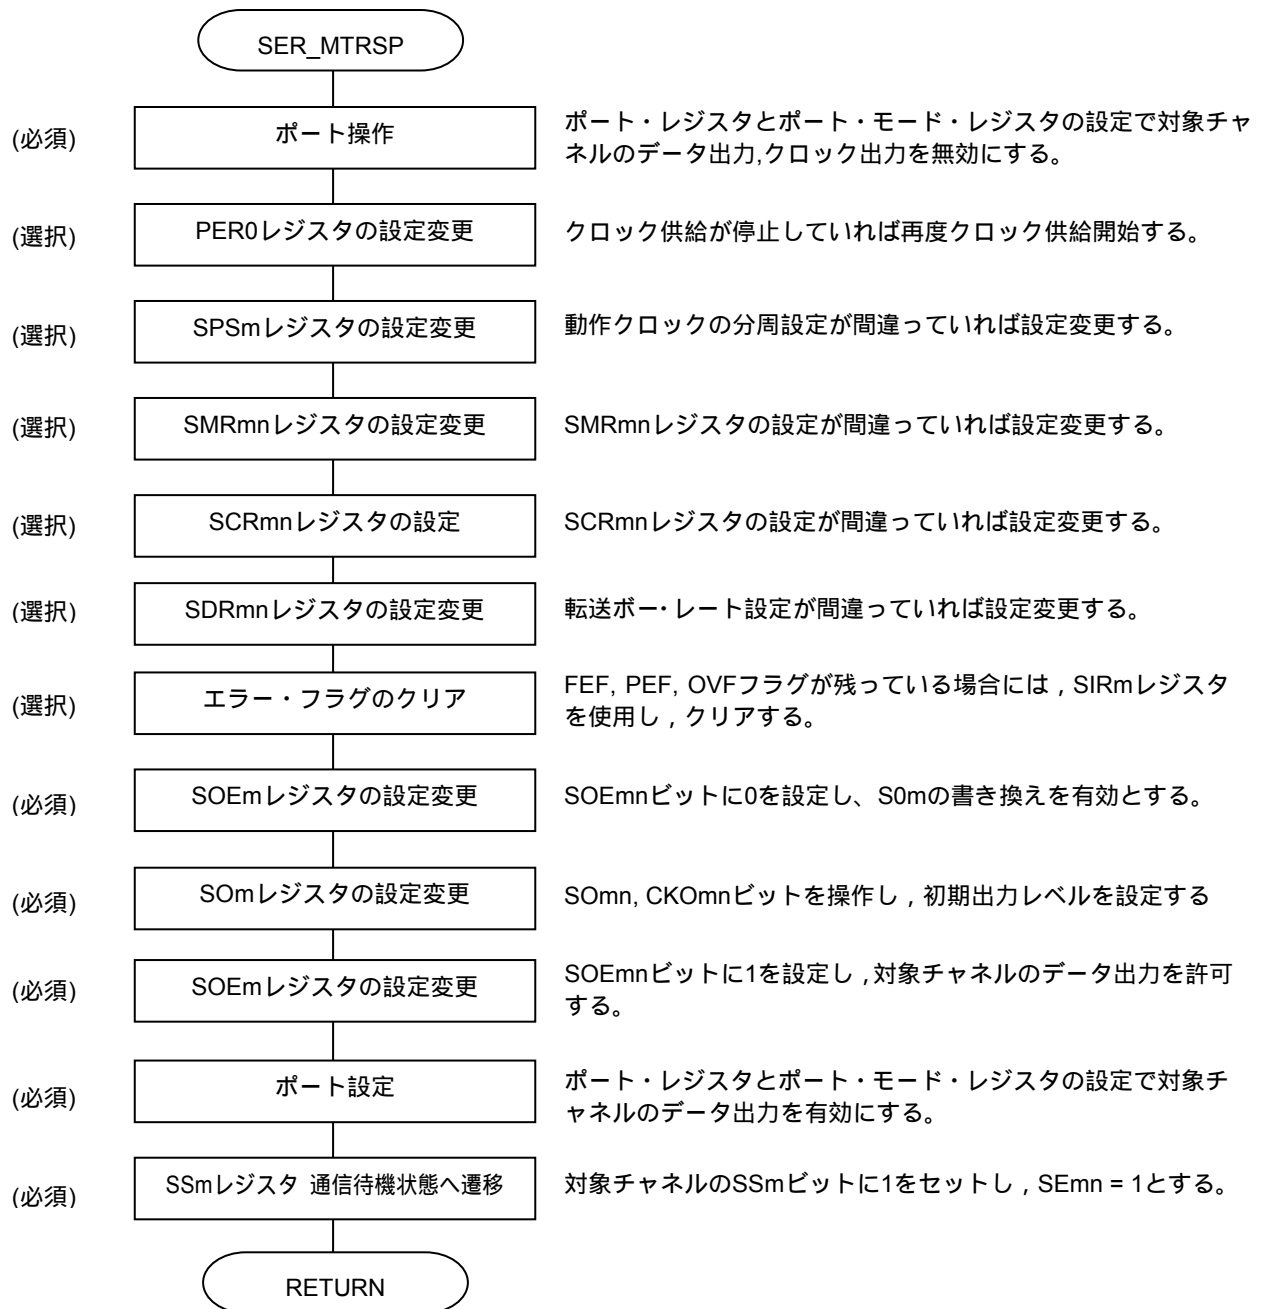 SER_MTRSP
(必須)
ポート操作
ポート・レジスタとポート・モード・レジスタの設定で対象チャ
ネルのデータ出力,クロック出力を無効にする。
(選択)
PER0レジスタの設定変更
クロック供給が停止していれば再度クロック供給開始する。
(選択)
SPSmレジスタの設定変更
動作クロックの分周設定が間違っていれば設定変更する。
(選択)
SMRmnレジスタの設定変更
SMRmnレジスタの設定が間違っていれば設定変更する。
(選択)
SCRmnレジスタの設定
SCRmnレジスタの設定が間違っていれば設定変更する。
(選択)
SDRmnレジスタの設定変更
転送ボー・レート設定が間違っていれば設定変更する。
(選択)
エラー・フラグのクリア
FEF, PEF, OVFフラグが残っている場合には，SIRmレジスタ
を使用し，クリアする。
(必須)
SOEmレジスタの設定変更
SOEmnビットに0を設定し、S0mの書き換えを有効とする。
(必須)
SOmレジスタの設定変更
SOmn, CKOmnビットを操作し，初期出力レベルを設定する
(必須)
SOEmレジスタの設定変更
SOEmnビットに1を設定し，対象チャネルのデータ出力を許可
する。
(必須)
ポート設定
ポート・レジスタとポート・モード・レジスタの設定で対象チ
ャネルのデータ出力を有効にする。
(必須)
SSmレジスタ 通信待機状態へ遷移
対象チャネルのSSmビットに1をセットし，SEmn = 1とする。
RETURN